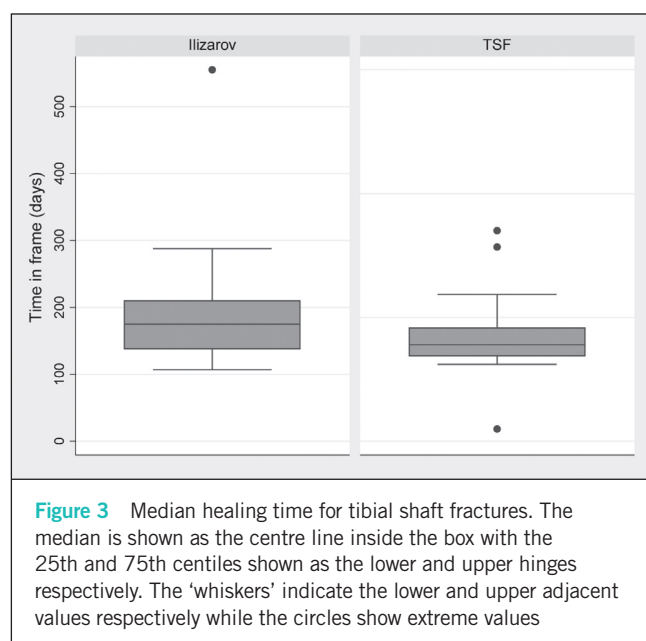 Ilizarov
TSF
Time in frame (days)
500
400
300
200
100
0
Figure 3 Median healing time for tibial shaft fractures. The
median is shown as the centre line inside the box with the
25th and 75th centiles shown as the lower and upper hinges
respectively. The ‘whiskers’ indicate the lower and upper adjacent
values respectively while the circles show extreme values